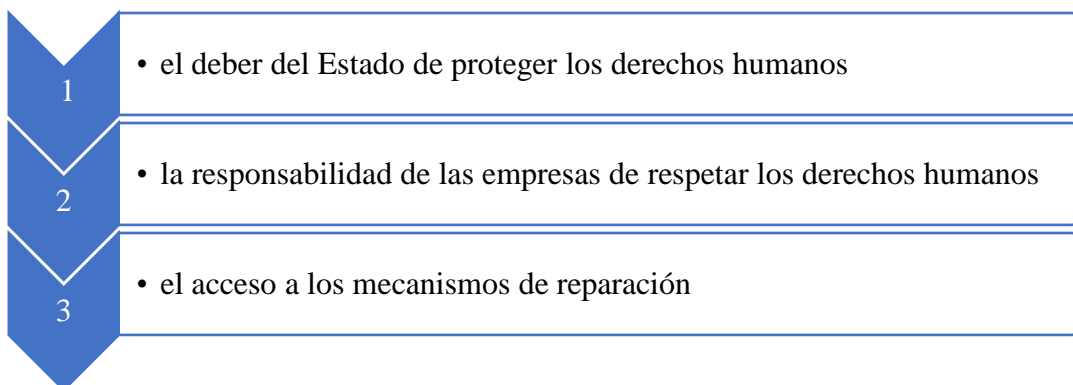 1
• el deber del Estado de proteger los derechos humanos
2
• la responsabilidad de las empresas de respetar los derechos humanos
3
• el acceso a los mecanismos de reparación